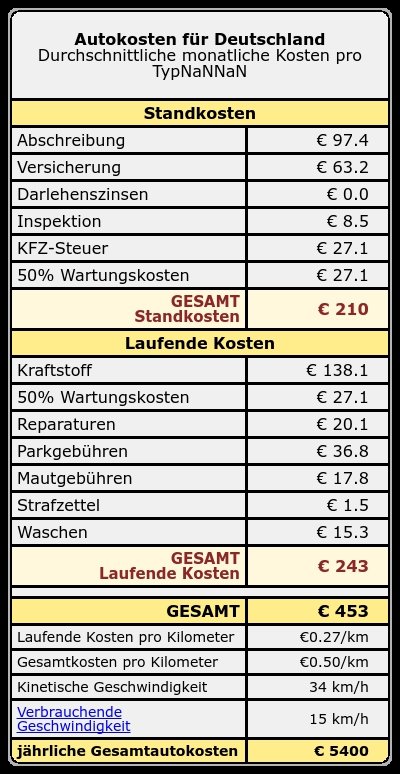 Autokosten für Deutschland
Durchschnittliche monatliche Kosten pro
TypNaNNaN
Standkosten
Abschreibung € 97.4
Versicherung € 63.2
Darlehenszinsen € 0.0
Inspektion € 8.5
KFZ-Steuer € 27.1
50% Wartungskosten € 27.1
GESAMT
Standkosten € 210
Laufende Kosten
Kraftstoff € 138.1
50% Wartungskosten € 27.1
Reparaturen € 20.1
Parkgebühren € 36.8
Mautgebühren € 17.8
Strafzettel € 1.5
Waschen € 15.3
GESAMT
Laufende Kosten € 243
GESAMT € 453
Laufende Kosten pro Kilometer €0.27/km
Gesamtkosten pro Kilometer €0.50/km
Kinetische Geschwindigkeit 34 km/h
Verbrauchende
Geschwindigkeit 15 km/h
jährliche Gesamtautokosten € 5400